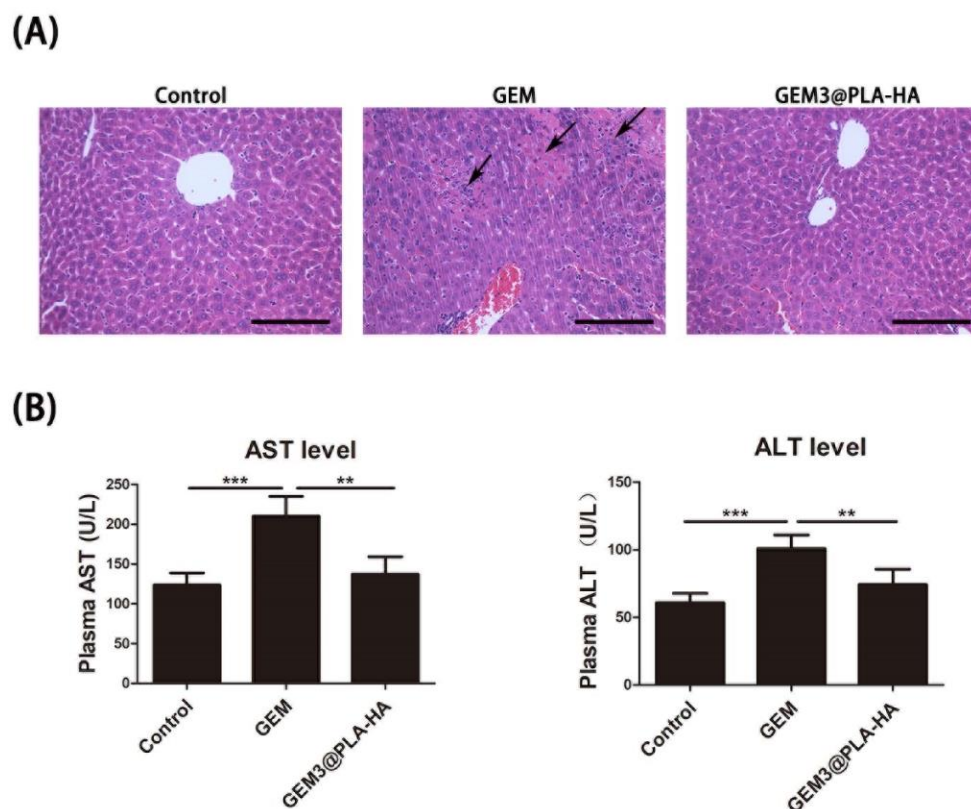 (A)
Control GEM GEM3@PLA-HA
(B)
AST level
Plasma AST (U/L)
250
200
150
100
50
0
***
**
Control
GEM
GEM3@PLA-HA
ALT level
Plasma ALT （U/L）
150
100
50
0
***
**
Control
GEM
GEM3@PLA-HA